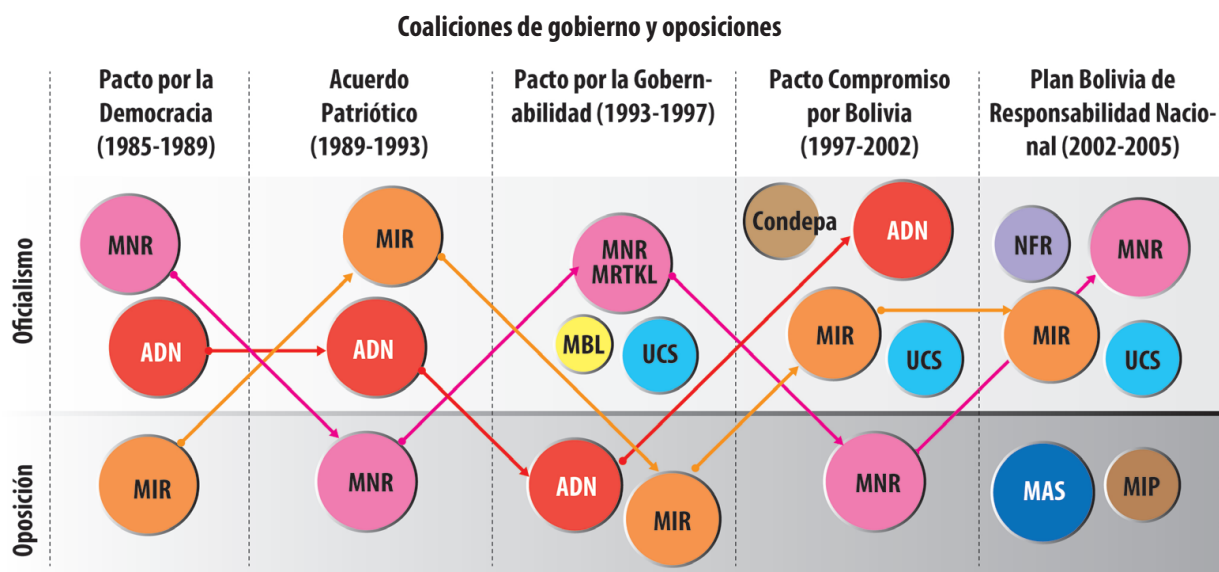 Coaliciones de gobierno y oposiciones
Pacto por la
Democracia
(1985-1989)
Acuerdo
Patriótico
(1989-1993)
Pacto por la Gobern-
abilidad (1993-1997)
Pacto Compromiso
por Bolivia
(1997-2002)
Plan Bolivia de
Responsabilidad Nacio-
nal (2002-2005)
Oficialismo
MNR
ADN
MIR
ADN
MNR
MRTKL
MBL
UCS
Condepa
ADN
MIR
UCS
NFR
MNR
MIR
UCS
Oposición
MIR
MNR
ADN
MIR
MNR
MAS
MIP